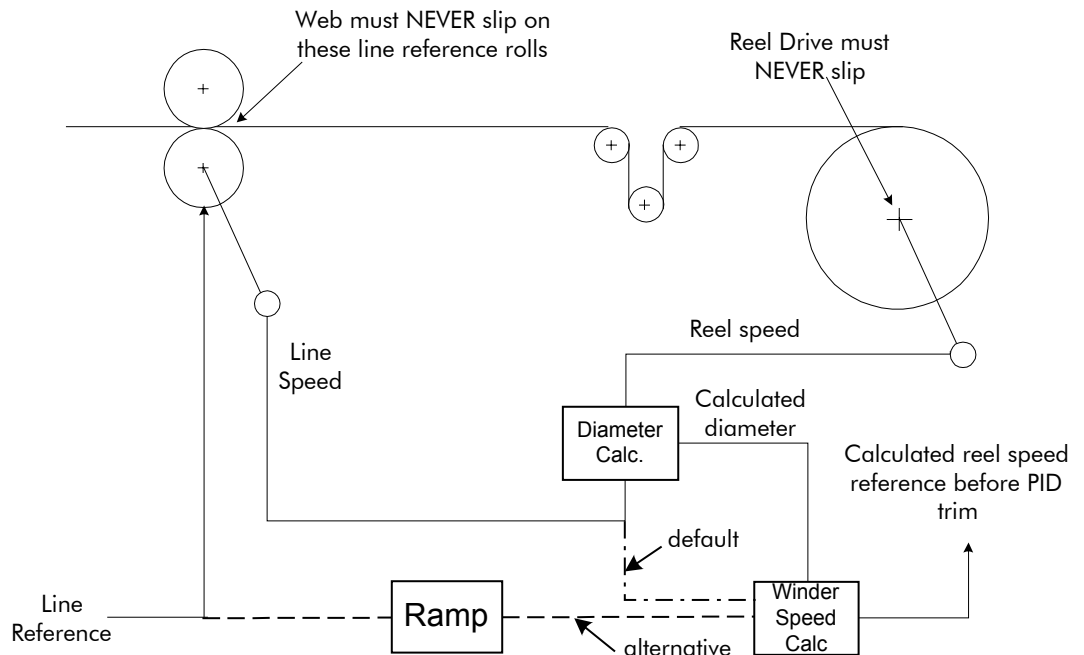 Web must NEVER slip on
these line reference rolls
Reel Drive must
NEVER slip
Line
Speed
Reel speed
Diameter
Calc.
Calculated
diameter
Calculated reel speed
reference before PID
trim
default
Line
Reference
Ramp
alternative
Winder
Speed
Calc